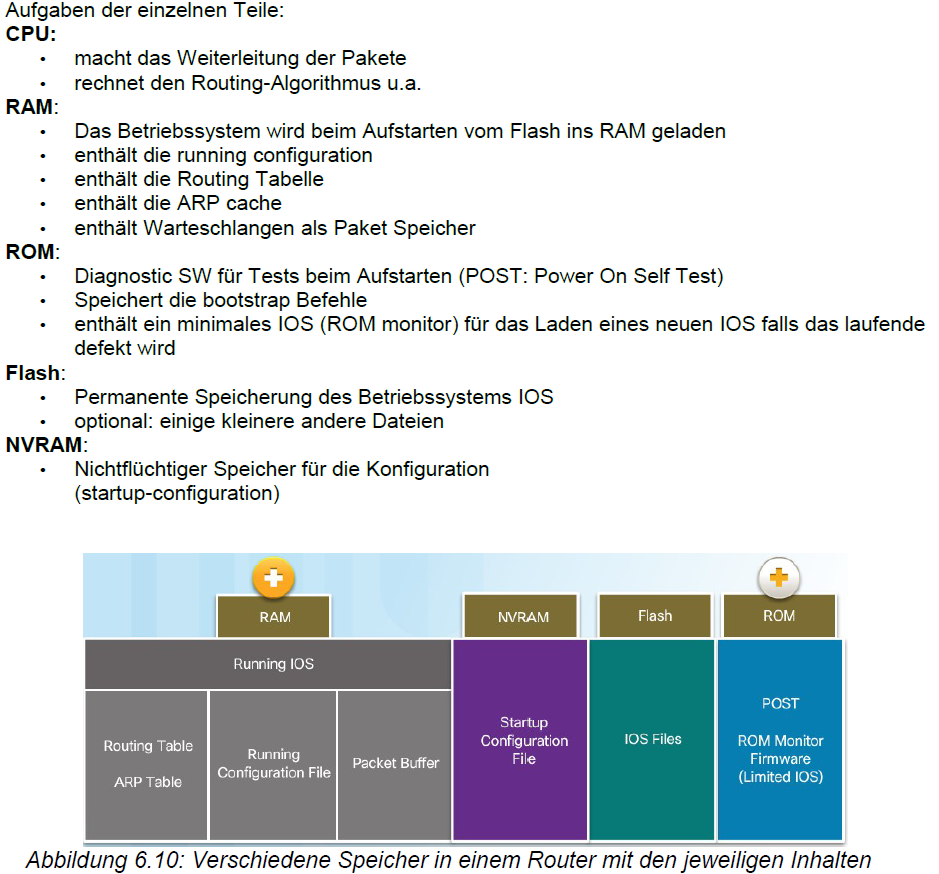 Aufgaben der einzelnen Teile:
CPU:
• macht das Weiterleitung der Pakete
• rechnet den Routing-Algorithmus u.a.
RAM:
• Das Betriebssystem wird beim Aufstarten vom Flash ins RAM geladen
• enthält die running configuration
• enthält die Routing Tabelle
• enthält die ARP cache
• enthält Warteschlangen als Paket Speicher
ROM:
• Diagnostic SW für Tests beim Aufstarten (POST: Power On Self Test)
• Speichert die bootstrap Befehle
• enthält ein minimales IOS (ROM monitor) für das Laden eines neuen IOS falls das laufende
defekt wird
Flash:
• Permanente Speicherung des Betriebssystems IOS
• optional: einige kleinere andere Dateien
NVRAM:
• Nichtflüchtiger Speicher für die Konfiguration
(startup-configuration)
RAM
Running IOS
Routing Table
ARP Table
Running
Configuration File
Packet Buffer
NVRAM
Startup
Configuration
File
Flash
IOS Files
ROM
POST
ROM Monitor
Firmware
(Limited IOS)
Abbildung 6.10: Verschiedene Speicher in einem Router mit den jeweiligen Inhalten